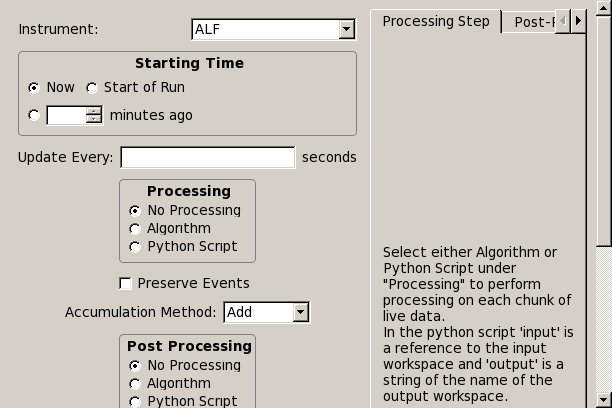 Instrument: ALF
Starting Time
Now Start of Run
minutes ago
Update Every: seconds
Processing
No Processing
Algorithm
Python Script
Preserve Events
Accumulation Method: Add
Post Processing
No Processing
Algorithm
Python Script
Processing Step
Select either Algorithm or
Python Script under
"Processing" to perform
processing on each chunk of
live data.
In the python script 'input' is
a reference to the input
workspace and 'output' is a
string of the name of the
output workspace.